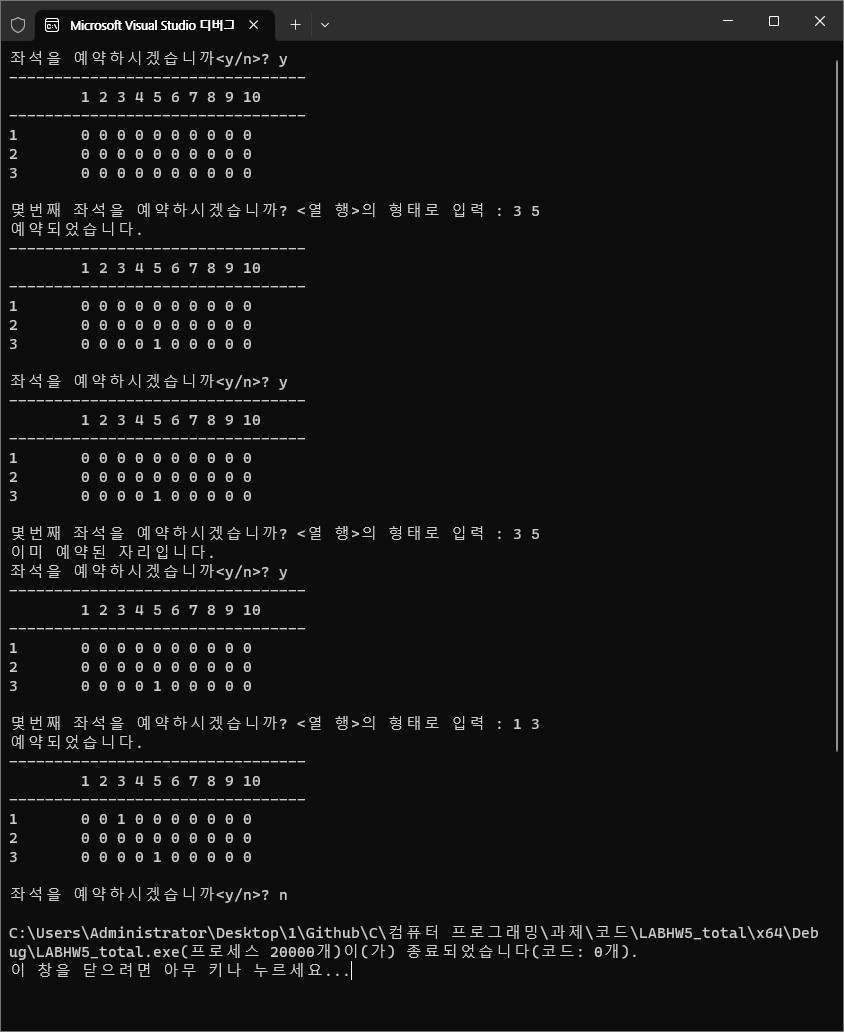 Microsoft Visual Studio 디버그
좌석을 예약하시겠습니까<y/n>? y
---------------------------------
1 2 3 4 5 6 7 8 9 10
---------------------------------
1 0 0 0 0 0 0 0 0 0 0
2 0 0 0 0 0 0 0 0 0 0
3 0 0 0 0 0 0 0 0 0 0
몇번째 좌석을 예약하시겠습니까? <열 행>의 형태로 입력 : 3 5
예약되었습니다.
---------------------------------
1 2 3 4 5 6 7 8 9 10
---------------------------------
1 0 0 0 0 0 0 0 0 0 0
2 0 0 0 0 0 0 0 0 0 0
3 0 0 0 0 1 0 0 0 0 0
좌석을 예약하시겠습니까<y/n>? y
---------------------------------
1 2 3 4 5 6 7 8 9 10
---------------------------------
1 0 0 0 0 0 0 0 0 0 0
2 0 0 0 0 0 0 0 0 0 0
3 0 0 0 0 1 0 0 0 0 0
몇번째 좌석을 예약하시겠습니까? <열 행>의 형태로 입력 : 3 5
이미 예약된 자리입니다.
좌석을 예약하시겠습니까<y/n>? y
---------------------------------
1 2 3 4 5 6 7 8 9 10
---------------------------------
1 0 0 0 0 0 0 0 0 0 0
2 0 0 0 0 0 0 0 0 0 0
3 0 0 0 0 1 0 0 0 0 0
몇번째 좌석을 예약하시겠습니까? <열 행>의 형태로 입력 : 1 3
예약되었습니다.
---------------------------------
1 2 3 4 5 6 7 8 9 10
---------------------------------
1 0 0 1 0 0 0 0 0 0 0
2 0 0 0 0 0 0 0 0 0 0
3 0 0 0 0 1 0 0 0 0 0
좌석을 예약하시겠습니까<y/n>? n
C:\Users\Administrator\Desktop\1\Github\C\컴퓨터 프로그래밍\과제\코드\LABHW5_total\x64\Deb
ug\LABHW5_total.exe(프로세스 20000개)이(가) 종료되었습니다(코드: 0개).
이 창을 닫으려면 아무 키나 누르세요...